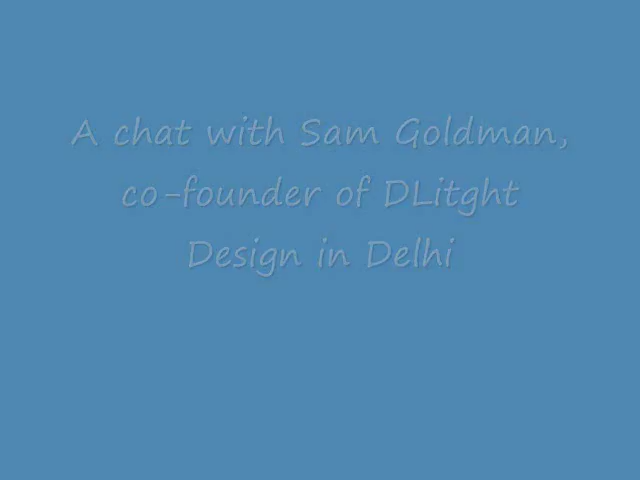 A chat with Sam Goldman,
co-founder of DLitght
Design in Delhi